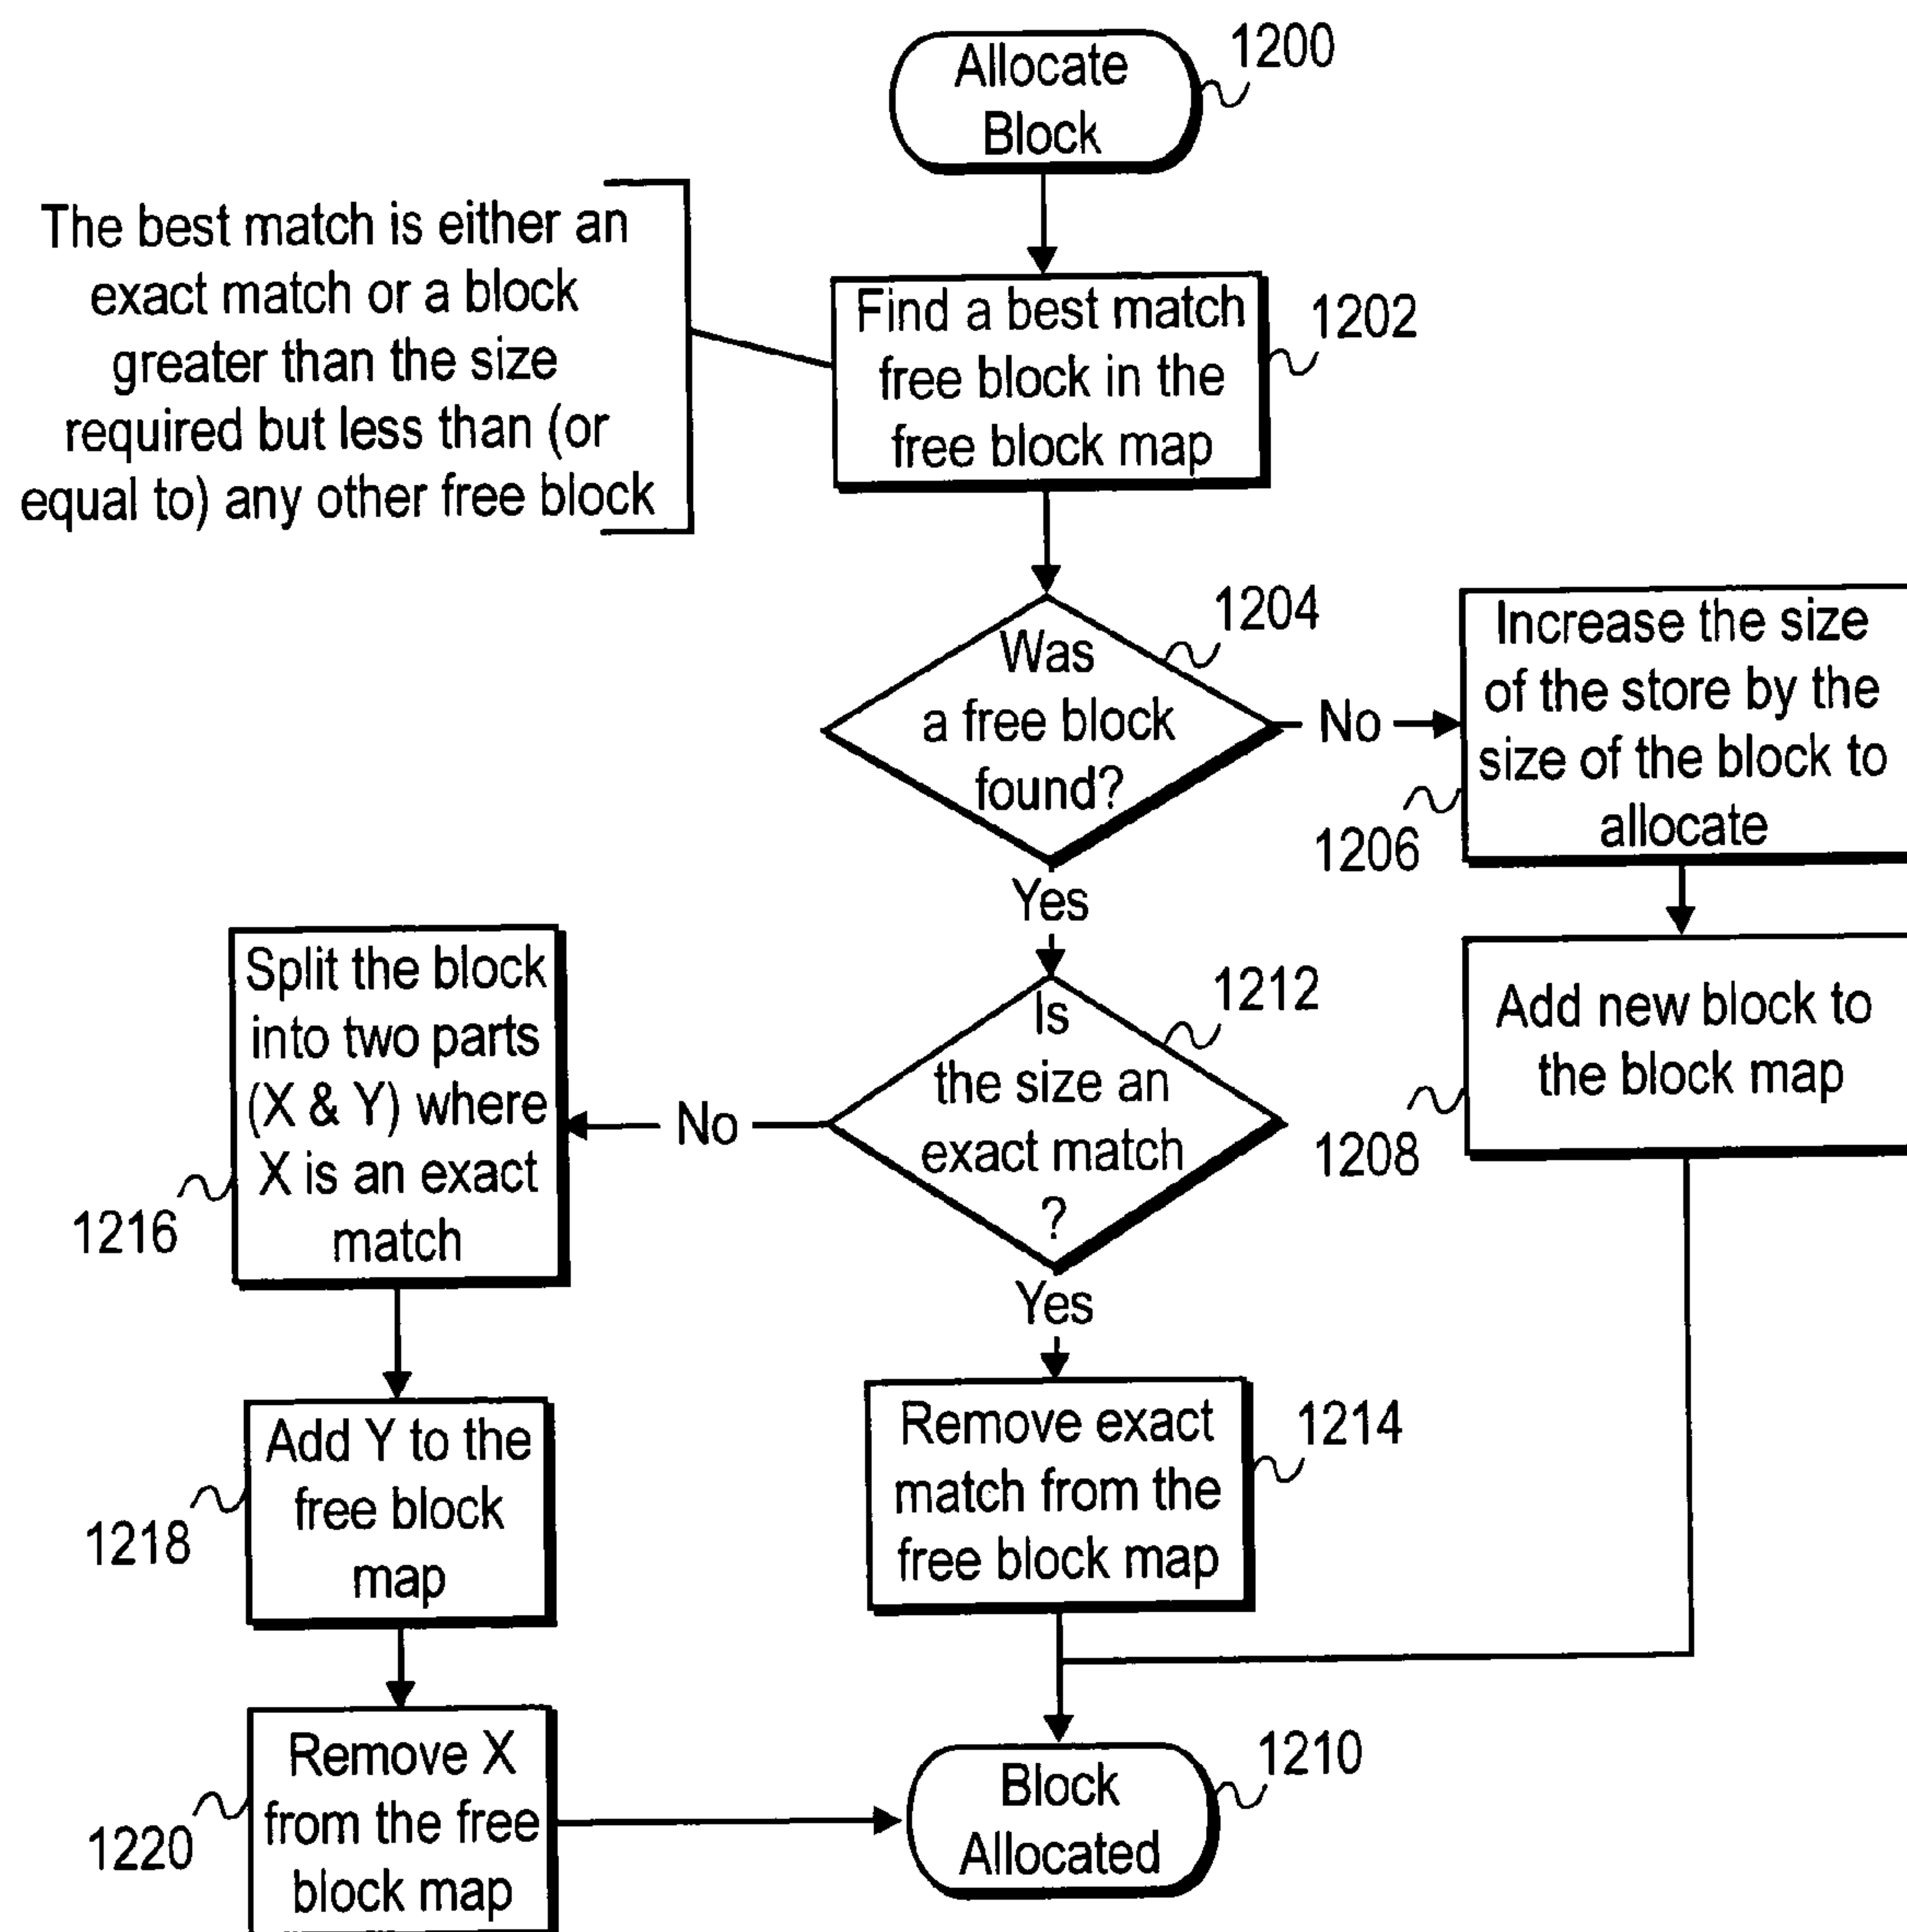 Allocate
Block
1200
The best match is either an
exact match or a block
greater than the size
required but less than (or
equal to) any other free block
Find a best match
free block in the
free block map
1202
Was
a free block
found?
1204
No
Increase the size
of the store by the
size of the block to
allocate
1206
Yes
Add new block to
the block map
1208
Is
the size an
exact match
?
1212
No
Split the block
into two parts
(X & Y) where
X is an exact
match
1216
Yes
Remove exact
match from the
free block map
1214
Add Y to the
free block
map
1218
Remove X
from the free
block map
1220
Block
Allocated
1210